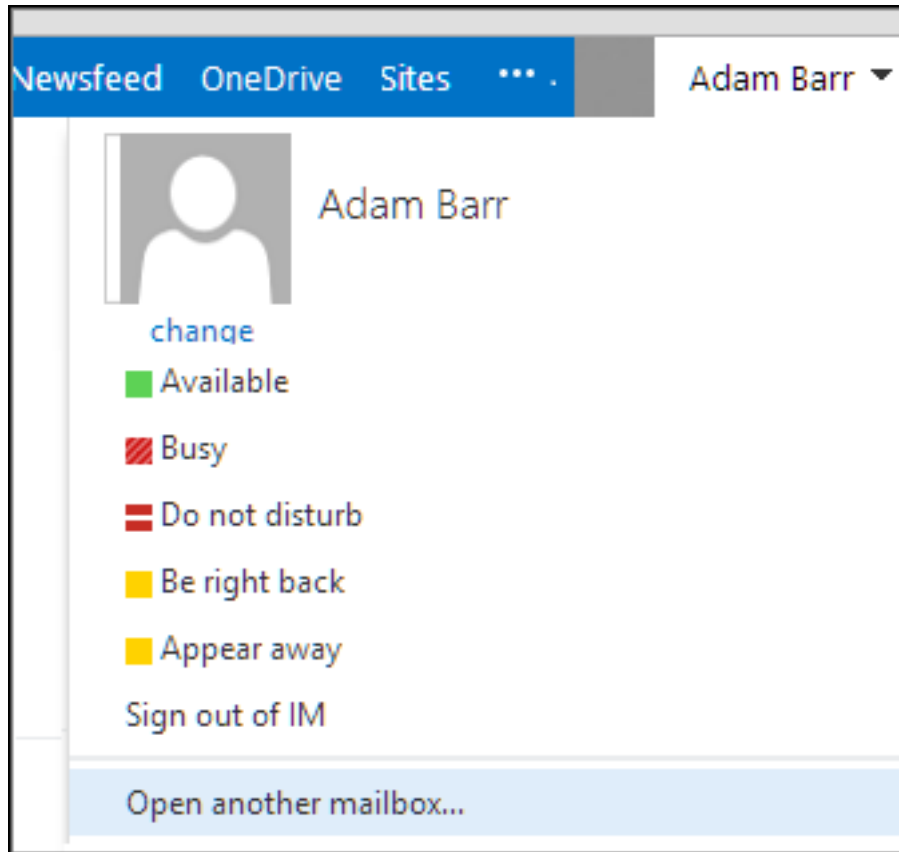 Newsfeed OneDrive Sites ... . Adam Barr
Adam Barr
change
Available
Busy
Do not disturb
Be right back
Appear away
Sign out of IM
Open another mailbox...